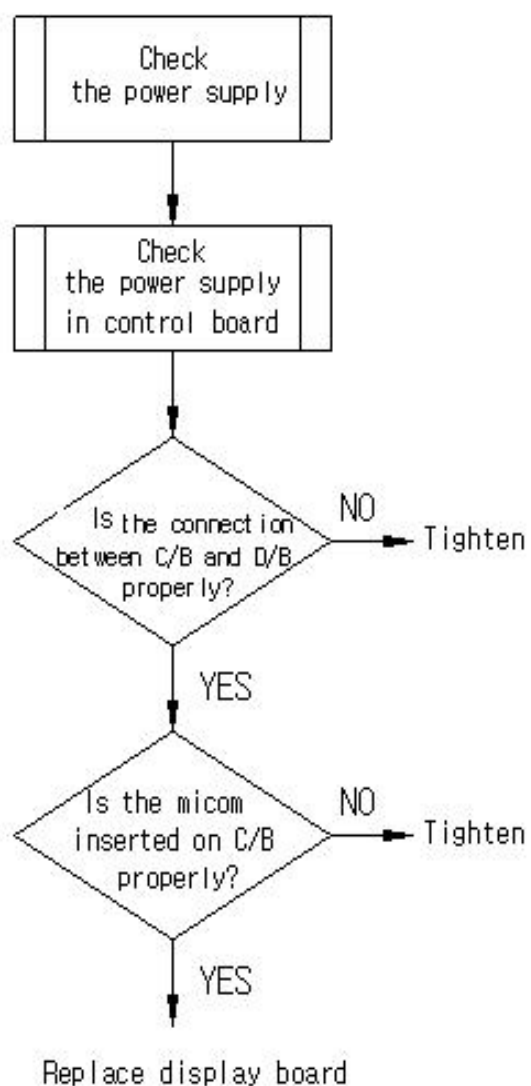 Check
the power supply
Check
the power supply
in control board
Is the connection
between C/B and D/B
properly?
NO
Tighten
YES
Is the micom
inserted on C/B
properly?
NO
Tighten
YES
Replace display board